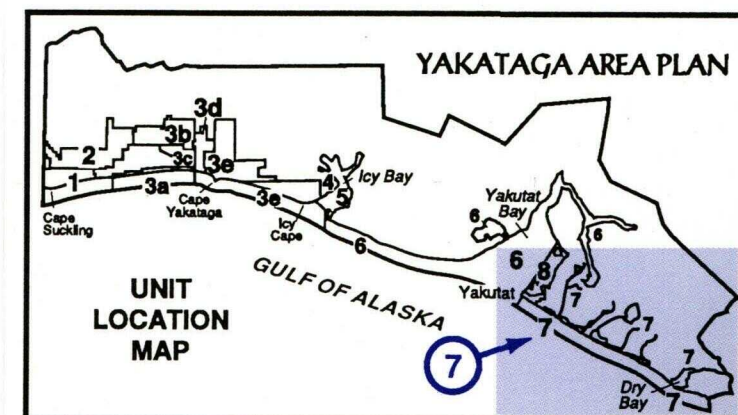 YAKATAGA AREA PLAN
3d
3b
2
3c
3e
1
3a
Cape
Suckling
Cape
Yakataga
3e
4
5
Icy Bay
Icy
Cape
6
Yakutat
Bay
6
6
6
8
Yakutat
7
7
7
7
7
Dry
Bay
GULF OF ALASKA
UNIT
LOCATION
MAP
7